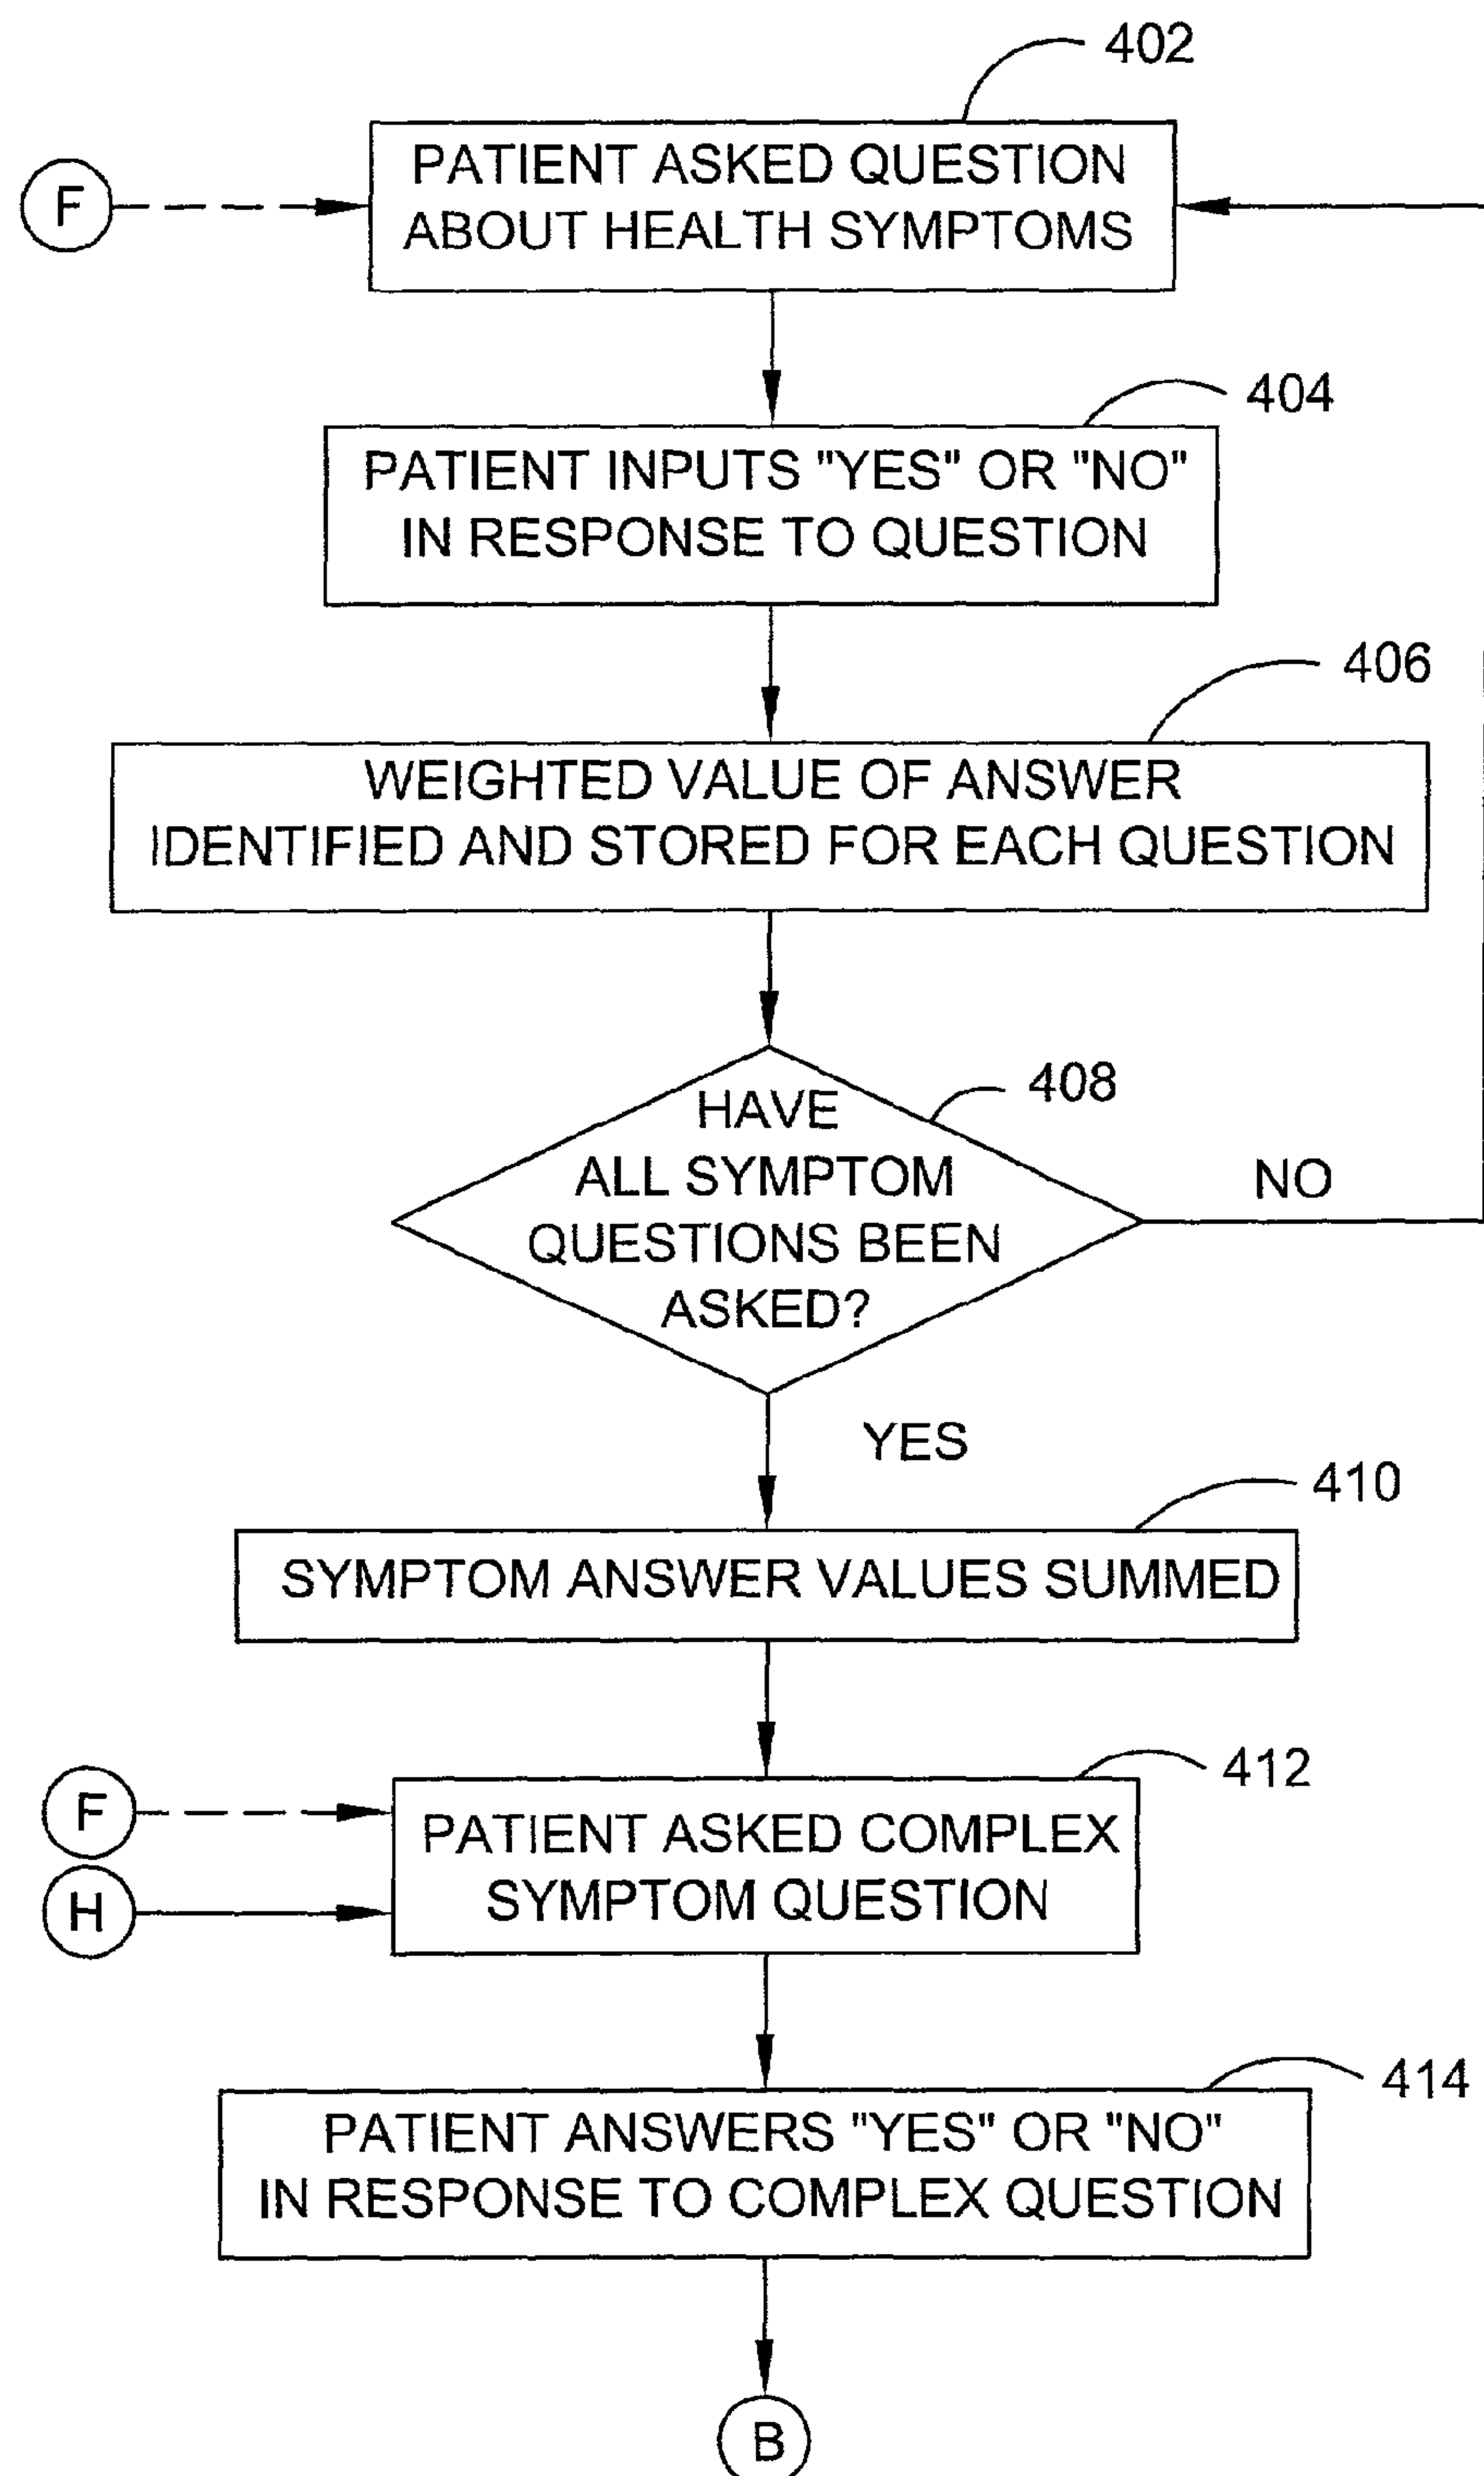 402
F
PATIENT ASKED QUESTION
ABOUT HEALTH SYMPTOMS
404
PATIENT INPUTS "YES" OR "NO"
IN RESPONSE TO QUESTION
406
WEIGHTED VALUE OF ANSWER
IDENTIFIED AND STORED FOR EACH QUESTION
408
HAVE
ALL SYMPTOM
QUESTIONS BEEN
ASKED?
NO
YES
410
SYMPTOM ANSWER VALUES SUMMED
412
F
H
PATIENT ASKED COMPLEX
SYMPTOM QUESTION
414
PATIENT ANSWERS "YES" OR "NO"
IN RESPONSE TO COMPLEX QUESTION
B